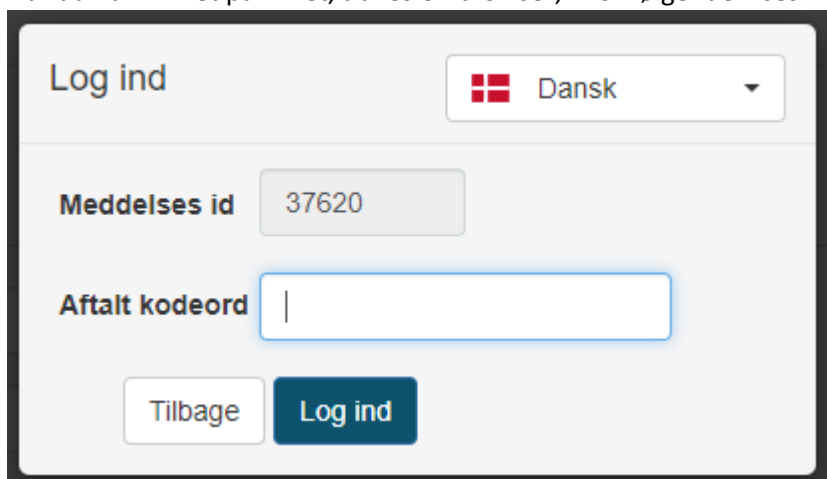 Log ind
Dansk
Meddelses id 37620
Aftalt kodeord
Tilbage Log ind